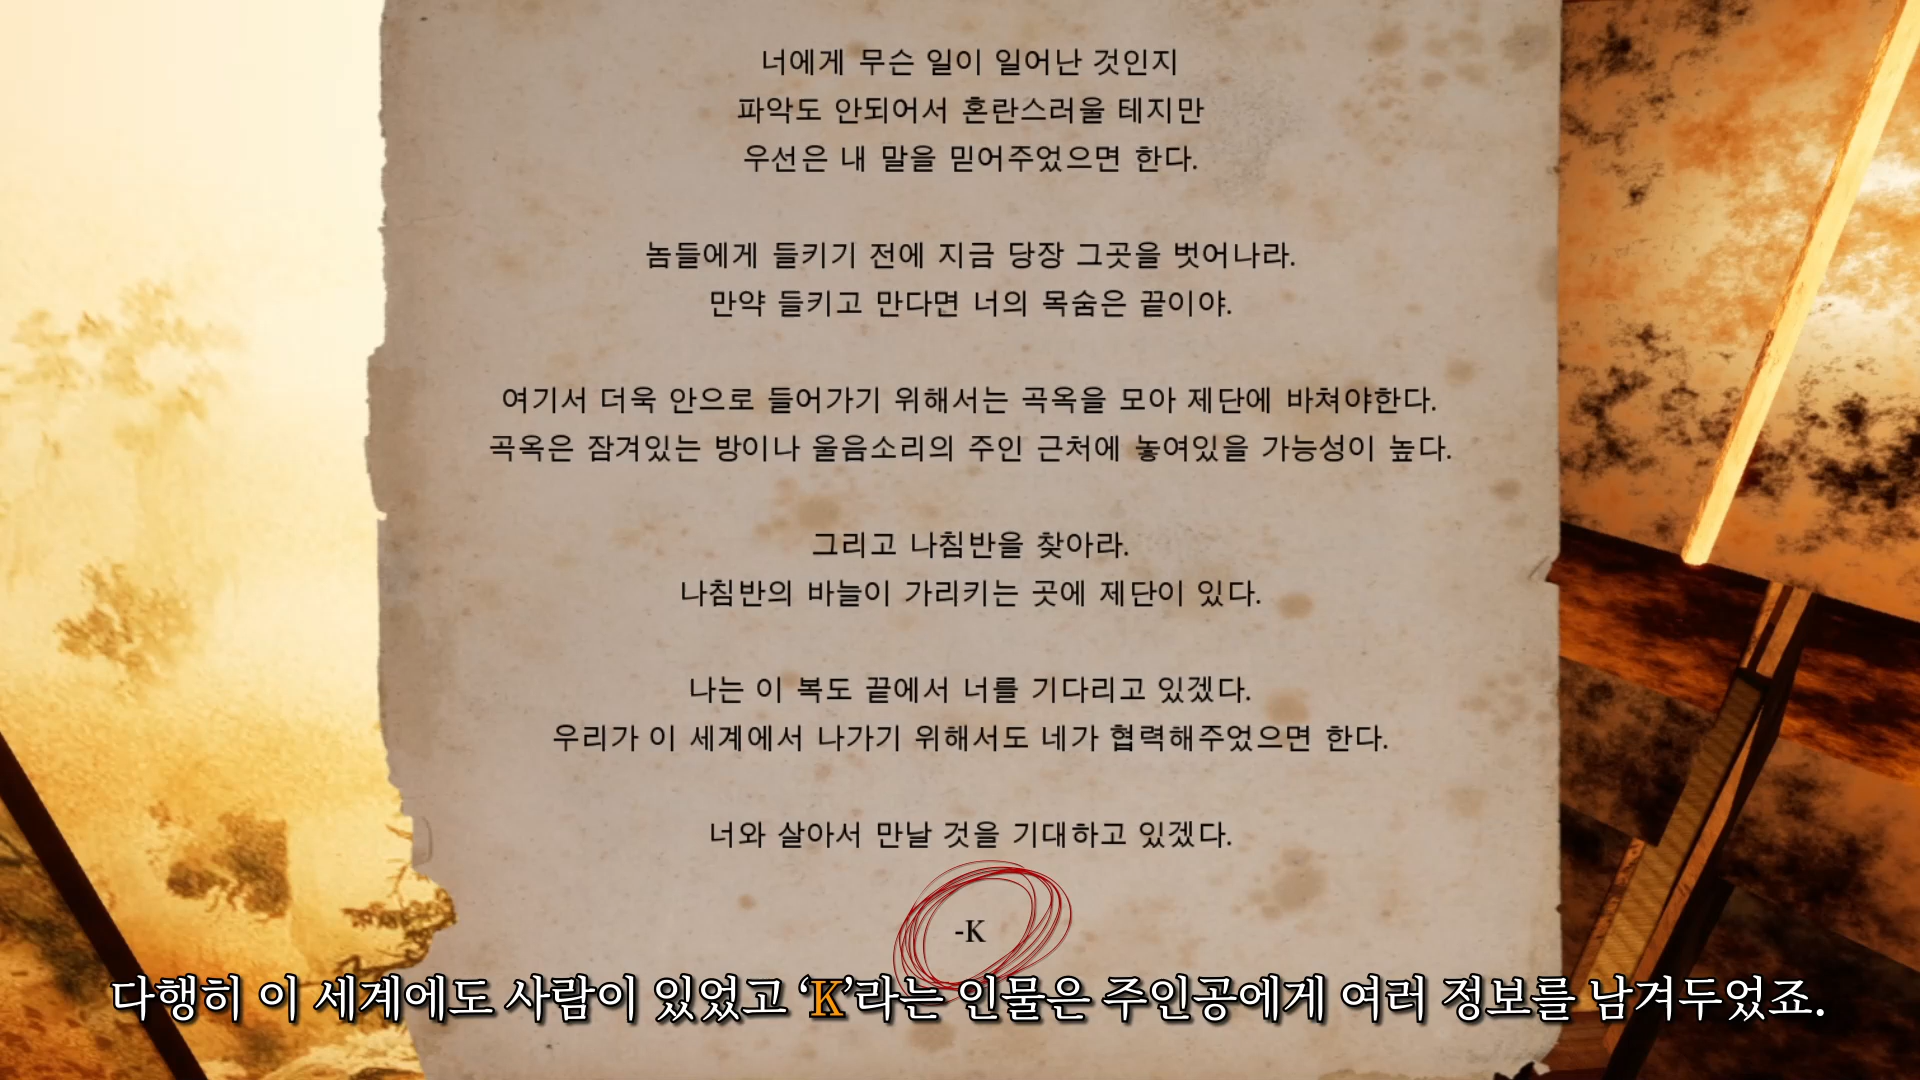 너에게 무슨 일이 일어난 것인지
파악도 안되어서 혼란스러울 테지만
우선은 내 말을 믿어주었으면 한다.
놈들에게 들키기 전에 지금 당장 그곳을 벗어나라.
만약 들키고 만다면 너의 목숨은 끝이야.
여기서 더욱 안으로 들어가기 위해서는 곡옥을 모아 제단에 바쳐야한다.
곡옥은 잠겨있는 방이나 울음소리의 주인 근처에 놓여있을 가능성이 높다.
그리고 나침반을 찾아라.
나침반의 바늘이 가리키는 곳에 제단이 있다.
나는 이 복도 끝에서 너를 기다리고 있겠다.
우리가 이 세계에서 나가기 위해서도 네가 협력해주었으면 한다.
너와 살아서 만날 것을 기대하고 있겠다.
-K
다행히 이 세계에도 사람이 있었고 ‘K’라는 인물은 주인공에게 여러 정보를 남겨두었죠.